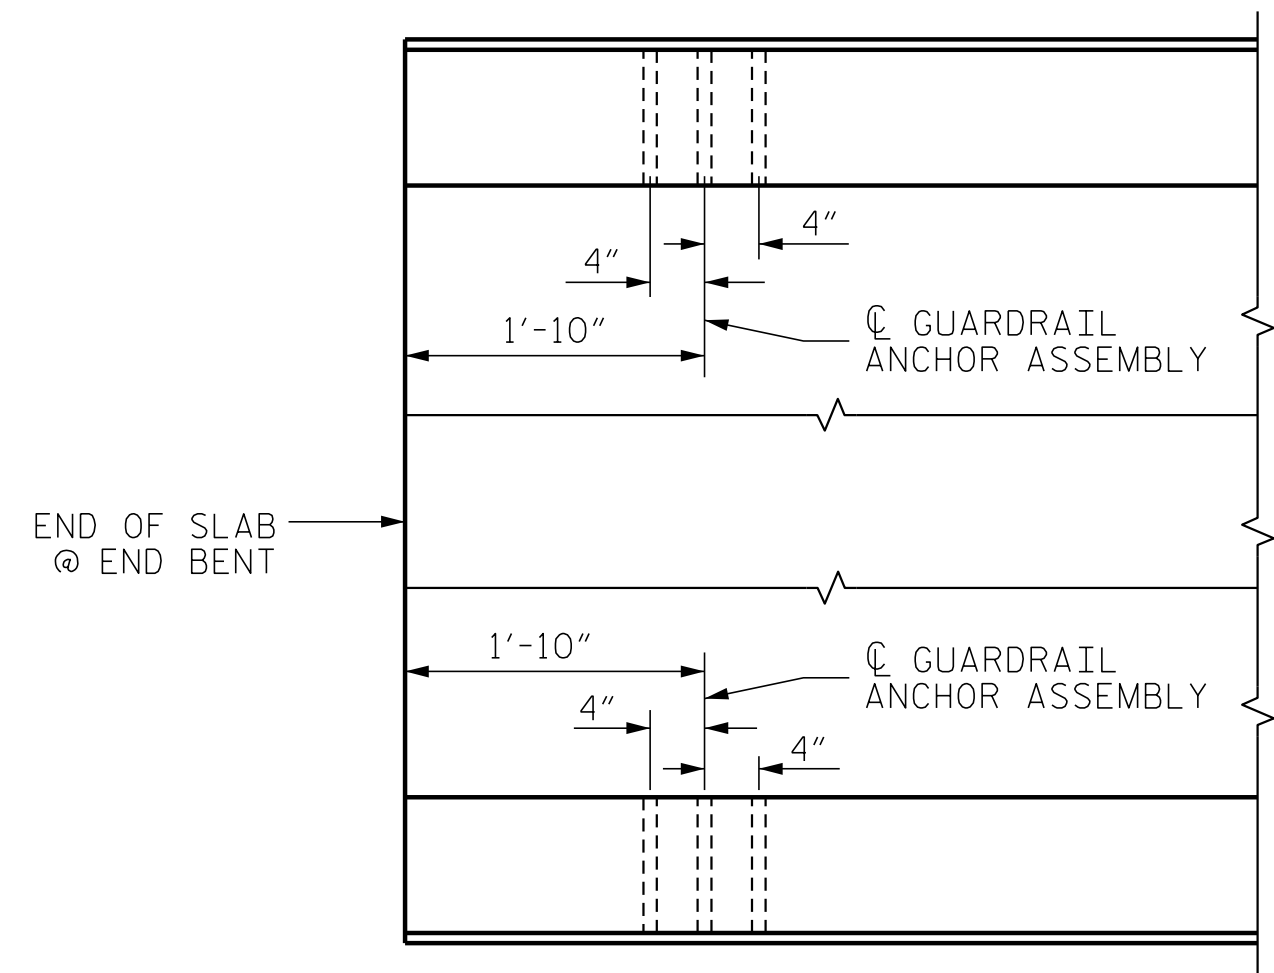 4″
4″
1′-10″
℄ GUARDRAIL
ANCHOR ASSEMBLY
END OF SLAB
@ END BENT
1′-10″
℄ GUARDRAIL
ANCHOR ASSEMBLY
4″
4″